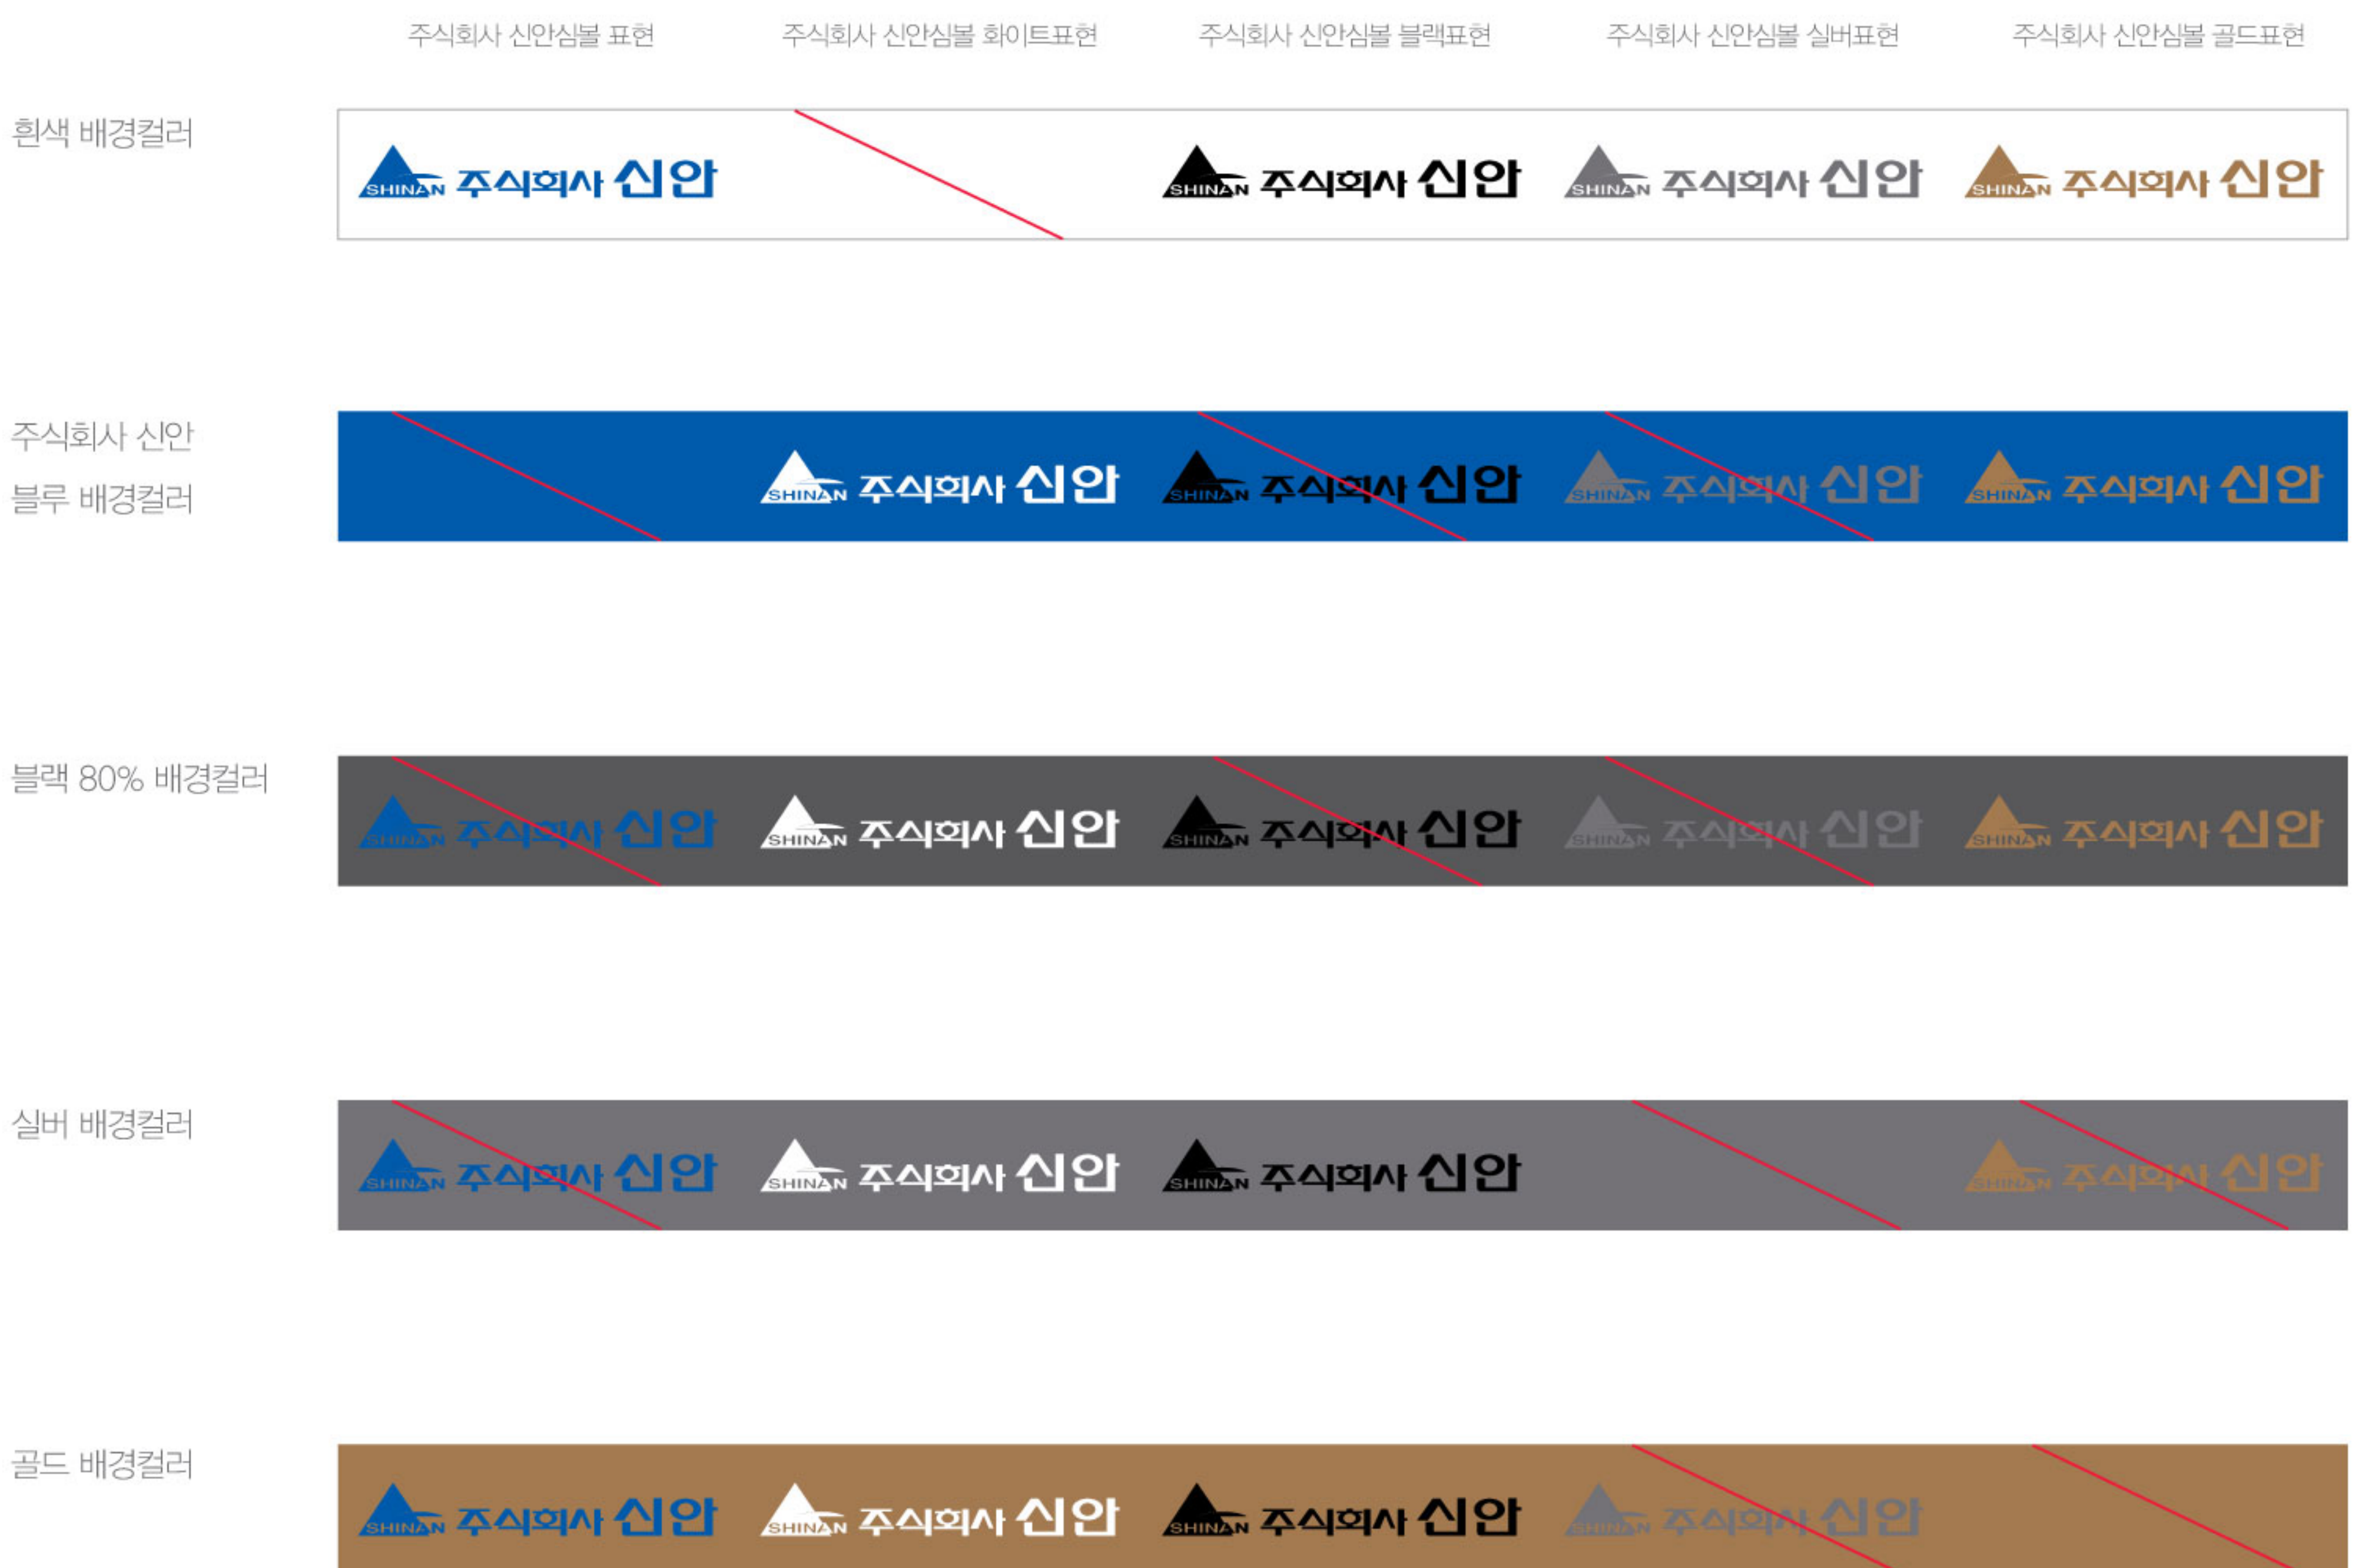 주식회사 신안심볼 표현 주식회사 신안심볼 화이트표현 주식회사 신안심볼 블랙표현 주식회사 신안심볼 실버표현 주식회사 신안심볼 골드표현
흰색 배경컬러
SHINAN 주식회사 신안 SHINAN 주식회사 신안 SHINAN 주식회사 신안 SHINAN 주식회사 신안
주식회사 신안
블루 배경컬러
SHINAN 주식회사 신안 SHINAN 주식회사 신안 SHINAN 주식회사 신안 SHINAN 주식회사 신안
블랙 80% 배경컬러
SHINAN 주식회사 신안 SHINAN 주식회사 신안 SHINAN 주식회사 신안 SHINAN 주식회사 신안 SHINAN 주식회사 신안
실버 배경컬러
SHINAN 주식회사 신안 SHINAN 주식회사 신안 SHINAN 주식회사 신안 SHINAN 주식회사 신안
골드 배경컬러
SHINAN 주식회사 신안 SHINAN 주식회사 신안 SHINAN 주식회사 신안 SHINAN 주식회사 신안